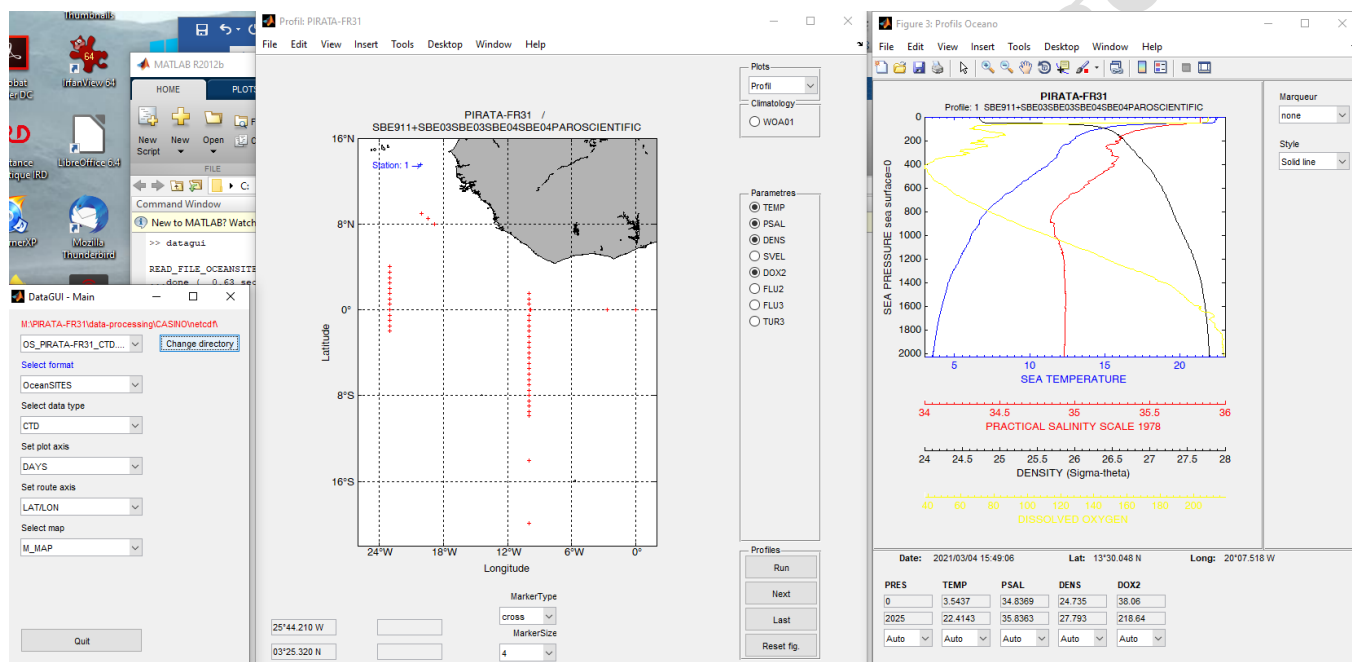 Thumbnails
IrfanView 64
LibreOffice 6.4
Mozilla
Thunderbird
MATLAB R2012b
HOME
PLOTS
New
Script
New
Open
FILE
C:
Command Window
New to MATLAB? Watch
>> datagui
READ_FILE_OCEANSITE
DataGUI - Main
M:\PIRATA-FR31\data-processing\CASINO\netcdf\
OS_PIRATA-FR31_CTD....
Change directory
Select format
OceanSITES
Select data type
CTD
Set plot axis
DAYS
Set route axis
LAT/LON
Select map
M_MAP
Quit
Profil: PIRATA-FR31
File Edit View Insert Tools Desktop Window Help
PIRATA-FR31 /
SBE911+SBE03SBE03SBE04SBE04PAROSCIENTIFIC
16°N
Station: 1
8°N
0°
8°S
16°S
Latitude
24°W 18°W 12°W 6°W 0°
Longitude
MarkerType
cross
MarkerSize
4
25°44.210 W
03°25.320 N
Plots
Profil
Climatology
WOA01
Parametres
TEMP
PSAL
DENS
SVEL
DOX2
FLU2
FLU3
TUR3
Profiles
Run
Next
Last
Reset fig.
Figure 3: Profils Oceano
File Edit View Insert Tools Desktop Window Help
PIRATA-FR31
Profile: 1 SBE911+SBE03SBE03SBE04SBE04PAROSCIENTIFIC
0
200
400
600
800
1000
1200
1400
1600
1800
2000
SEA PRESSURE sea surface=0
5 10 15 20
SEA TEMPERATURE
34 34.5 35 35.5 36
PRACTICAL SALINITY SCALE 1978
24 24.5 25 25.5 26 26.5 27 27.5 28
DENSITY (Sigma-theta)
40 60 80 100 120 140 160 180 200
DISSOLVED OXYGEN
Marqueur
none
Style
Solid line
Date: 2021/03/04 15:49:06 Lat: 13°30.048 N Long: 20°07.518 W
PRES TEMP PSAL DENS DOX2
0 3.5437 34.8369 24.735 38.06
2025 22.4143 35.8363 27.793 218.64
Auto Auto Auto Auto Auto